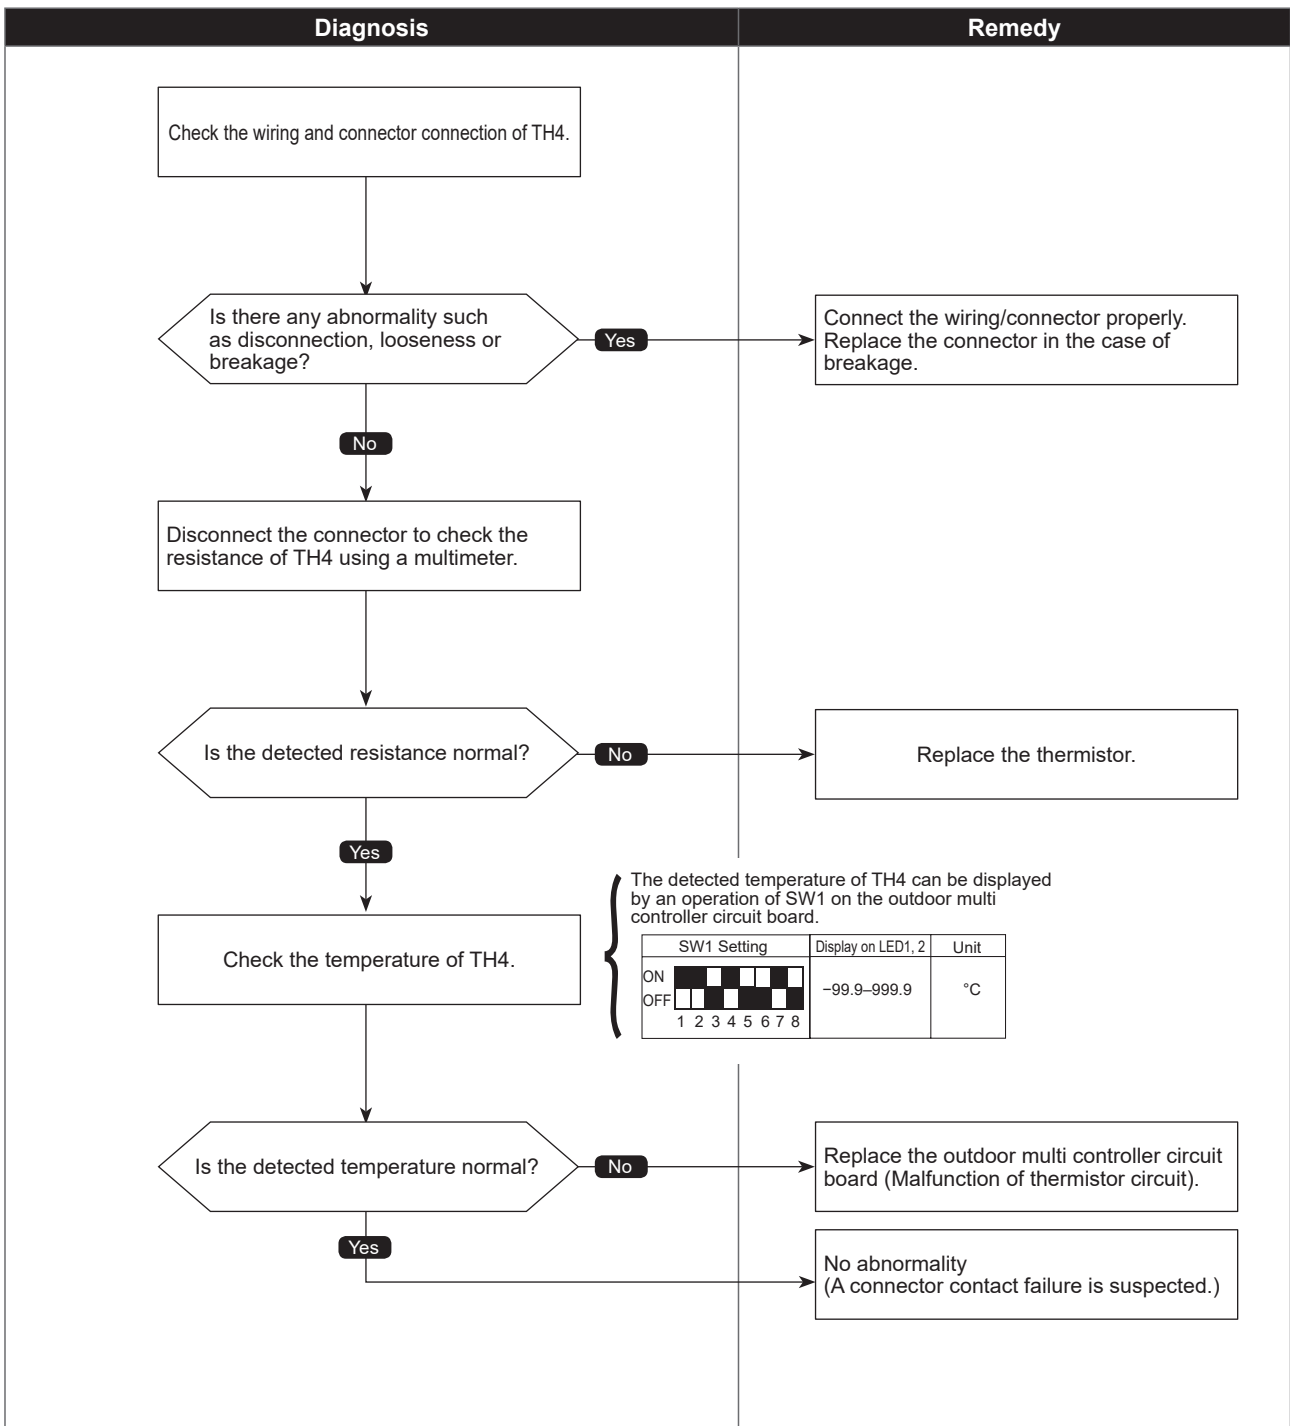 Diagnosis
Remedy
Check the wiring and connector connection of TH4.
Is there any abnormality such
as disconnection, looseness or
breakage?
Yes
Connect the wiring/connector properly.
Replace the connector in the case of
breakage.
No
Disconnect the connector to check the
resistance of TH4 using a multimeter.
Is the detected resistance normal?
No
Replace the thermistor.
Yes
The detected temperature of TH4 can be displayed
by an operation of SW1 on the outdoor multi
controller circuit board.
Check the temperature of TH4.
SW1 Setting
Display on LED1, 2
Unit
ON
OFF
1 2 3 4 5 6 7 8
−99.9–999.9
°C
Is the detected temperature normal?
No
Replace the outdoor multi controller circuit
board (Malfunction of thermistor circuit).
Yes
No abnormality
(A connector contact failure is suspected.)